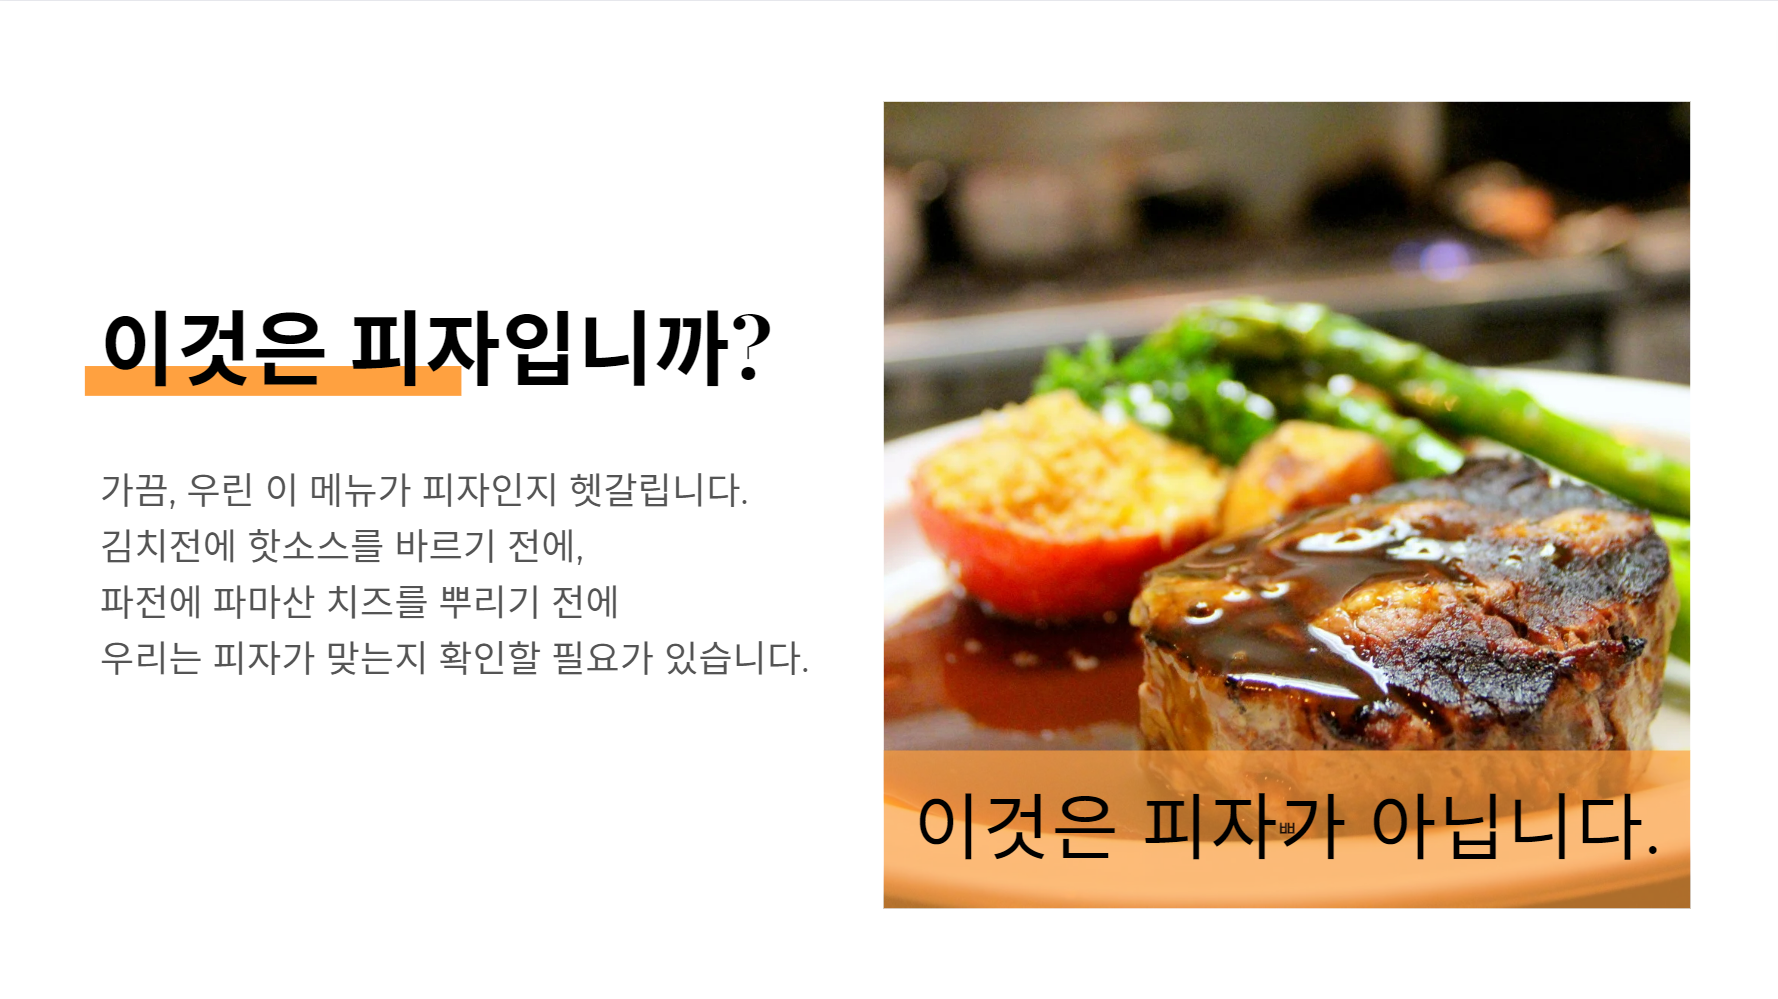 이것은 피자입니까?
가끔, 우린 이 메뉴가 피자인지 헷갈립니다.
김치전에 핫소스를 바르기 전에,
파전에 파마산 치즈를 뿌리기 전에
우리는 피자가 맞는지 확인할 필요가 있습니다.
이것은 피자ㅃ가 아닙니다.